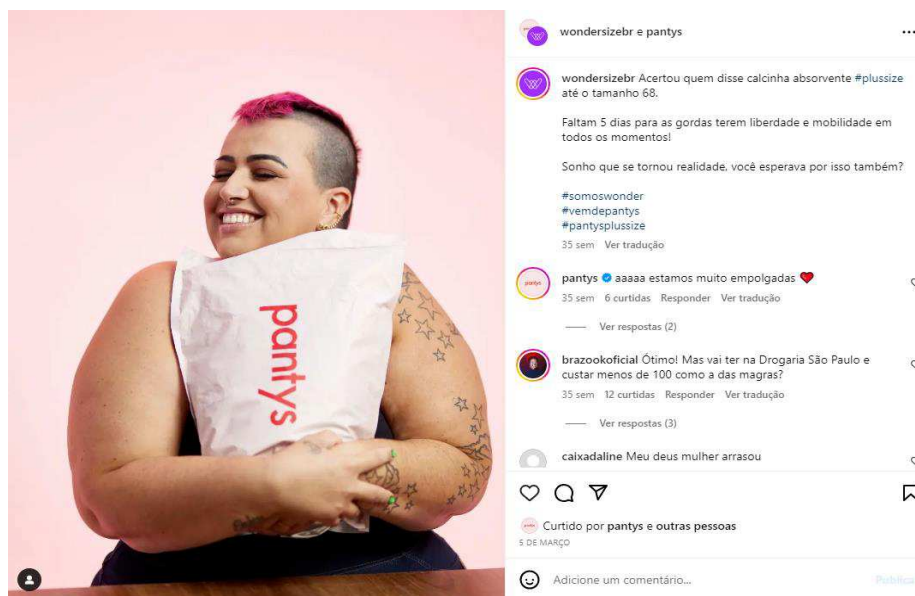 pantys
wondersizebr e pantys
wondersizebr Acertou quem disse calcinha absorvente #plussize
até o tamanho 68.
Faltam 5 dias para as gordas terem liberdade e mobilidade em
todos os momentos!
Sonho que se tornou realidade, você esperava por isso também?
#somoswonder
#vemdepantys
#pantysplussize
35 sem Ver tradução
pantys aaaaa estamos muito empolgadas
35 sem 6 curtidas Responder Ver tradução
Ver respostas (2)
brazookoficial Ótimo! Mas vai ter na Drogaria São Paulo e
custar menos de 100 como a das magras?
35 sem 12 curtidas Responder Ver tradução
Ver respostas (3)
caixadaline Meu deus mulher arrasou
Curtido por pantys e outras pessoas
5 DE MARÇO
Adicione um comentário...